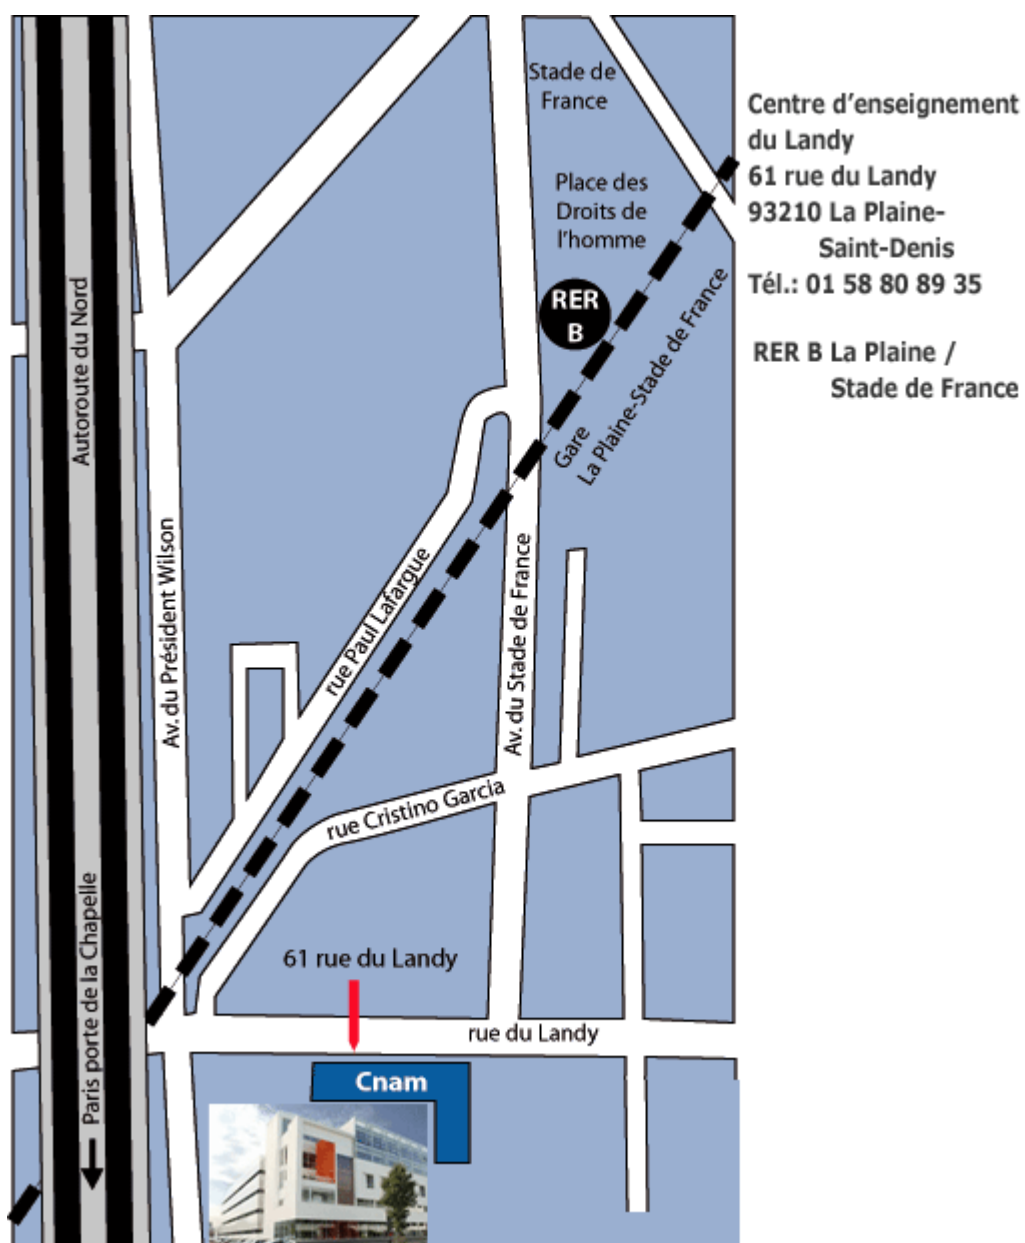 Stade de
France
Place des
Droits de
l'homme
RER
B
Gare
La Plaine-Stade de France
Centre d'enseignement
du Landy
61 rue du Landy
93210 La Plaine-
Saint-Denis
Tél.: 01 58 80 89 35
RER B La Plaine /
Stade de France
Autoroute du Nord
Av. du Président Wilson
rue Paul Lafargue
Av. du Stade de France
rue Cristino Garcia
Paris porte de la Chapelle
61 rue du Landy
rue du Landy
Cnam